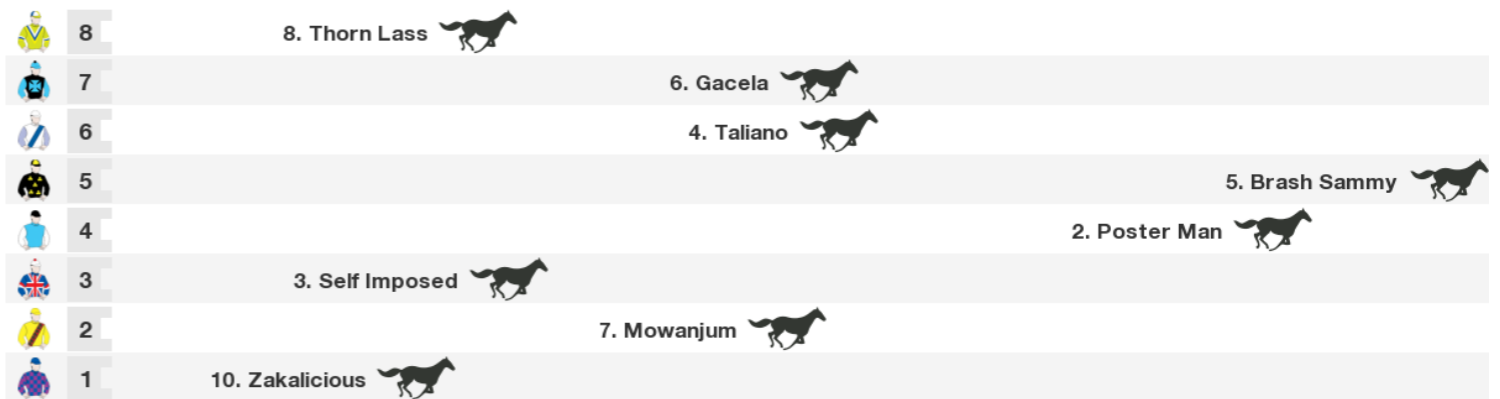 8 8. Thorn Lass
7 6. Gacela
6 4. Taliano
5 5. Brash Sammy
4 2. Poster Man
3 3. Self Imposed
2 7. Mowanjum
1 10. Zakalicious